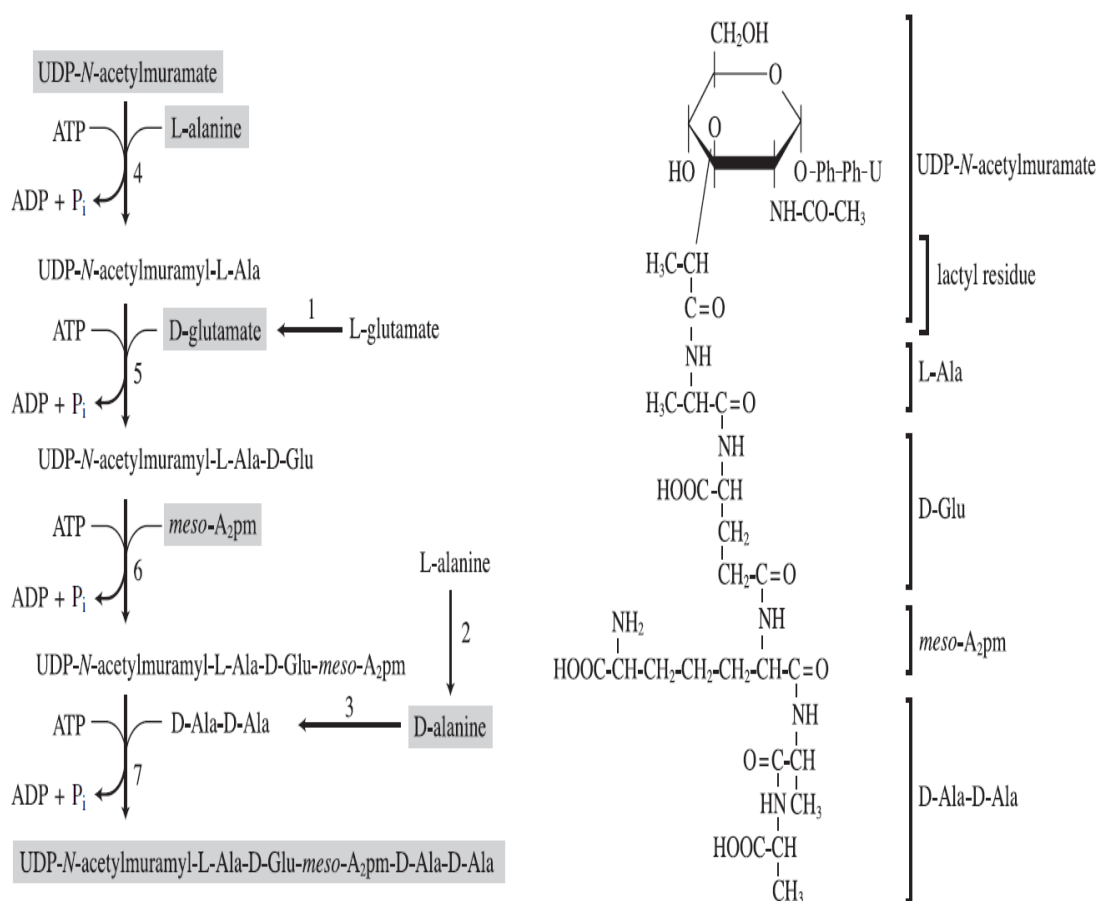 UDP-N-acetylmuramate
ATP
L-alanine
4
ADP + Pi
UDP-N-acetylmuramyl-L-Ala
ATP
D-glutamate
1
L-glutamate
5
ADP + Pi
UDP-N-acetylmuramyl-L-Ala-D-Glu
ATP
meso-A₂pm
6
ADP + Pi
L-alanine
2
UDP-N-acetylmuramyl-L-Ala-D-Glu-meso-A₂pm
ATP
D-Ala-D-Ala
3
D-alanine
7
ADP + Pi
UDP-N-acetylmuramyl-L-Ala-D-Glu-meso-A₂pm-D-Ala-D-Ala
CH₂OH
O
O
HO
O-Ph-Ph-U
NH-CO-CH₃
H₃C-CH
C=O
NH
H₃C-CH-C=O
NH
HOOC-CH
CH₂
CH₂-C=O
NH₂
NH
HOOC-CH-CH₂-CH₂-CH₂-CH-C=O
NH
O=C-CH
HN CH₃
HOOC-CH
CH₃
UDP-N-acetylmuramate
lactyl residue
L-Ala
D-Glu
meso-A₂pm
D-Ala-D-Ala